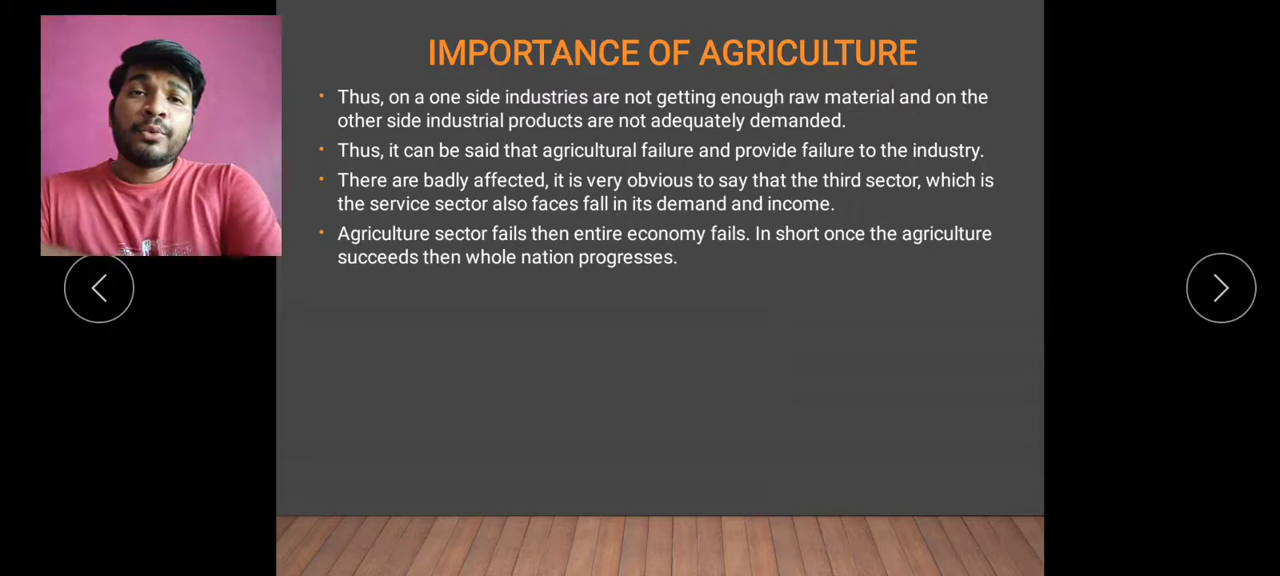 IMPORTANCE OF AGRICULTURE
• Thus, on a one side industries are not getting enough raw material and on the
other side industrial products are not adequately demanded.
• Thus, it can be said that agricultural failure and provide failure to the industry.
• There are badly affected, it is very obvious to say that the third sector, which is
the service sector also faces fall in its demand and income.
• Agriculture sector fails then entire economy fails. In short once the agriculture
succeeds then whole nation progresses.